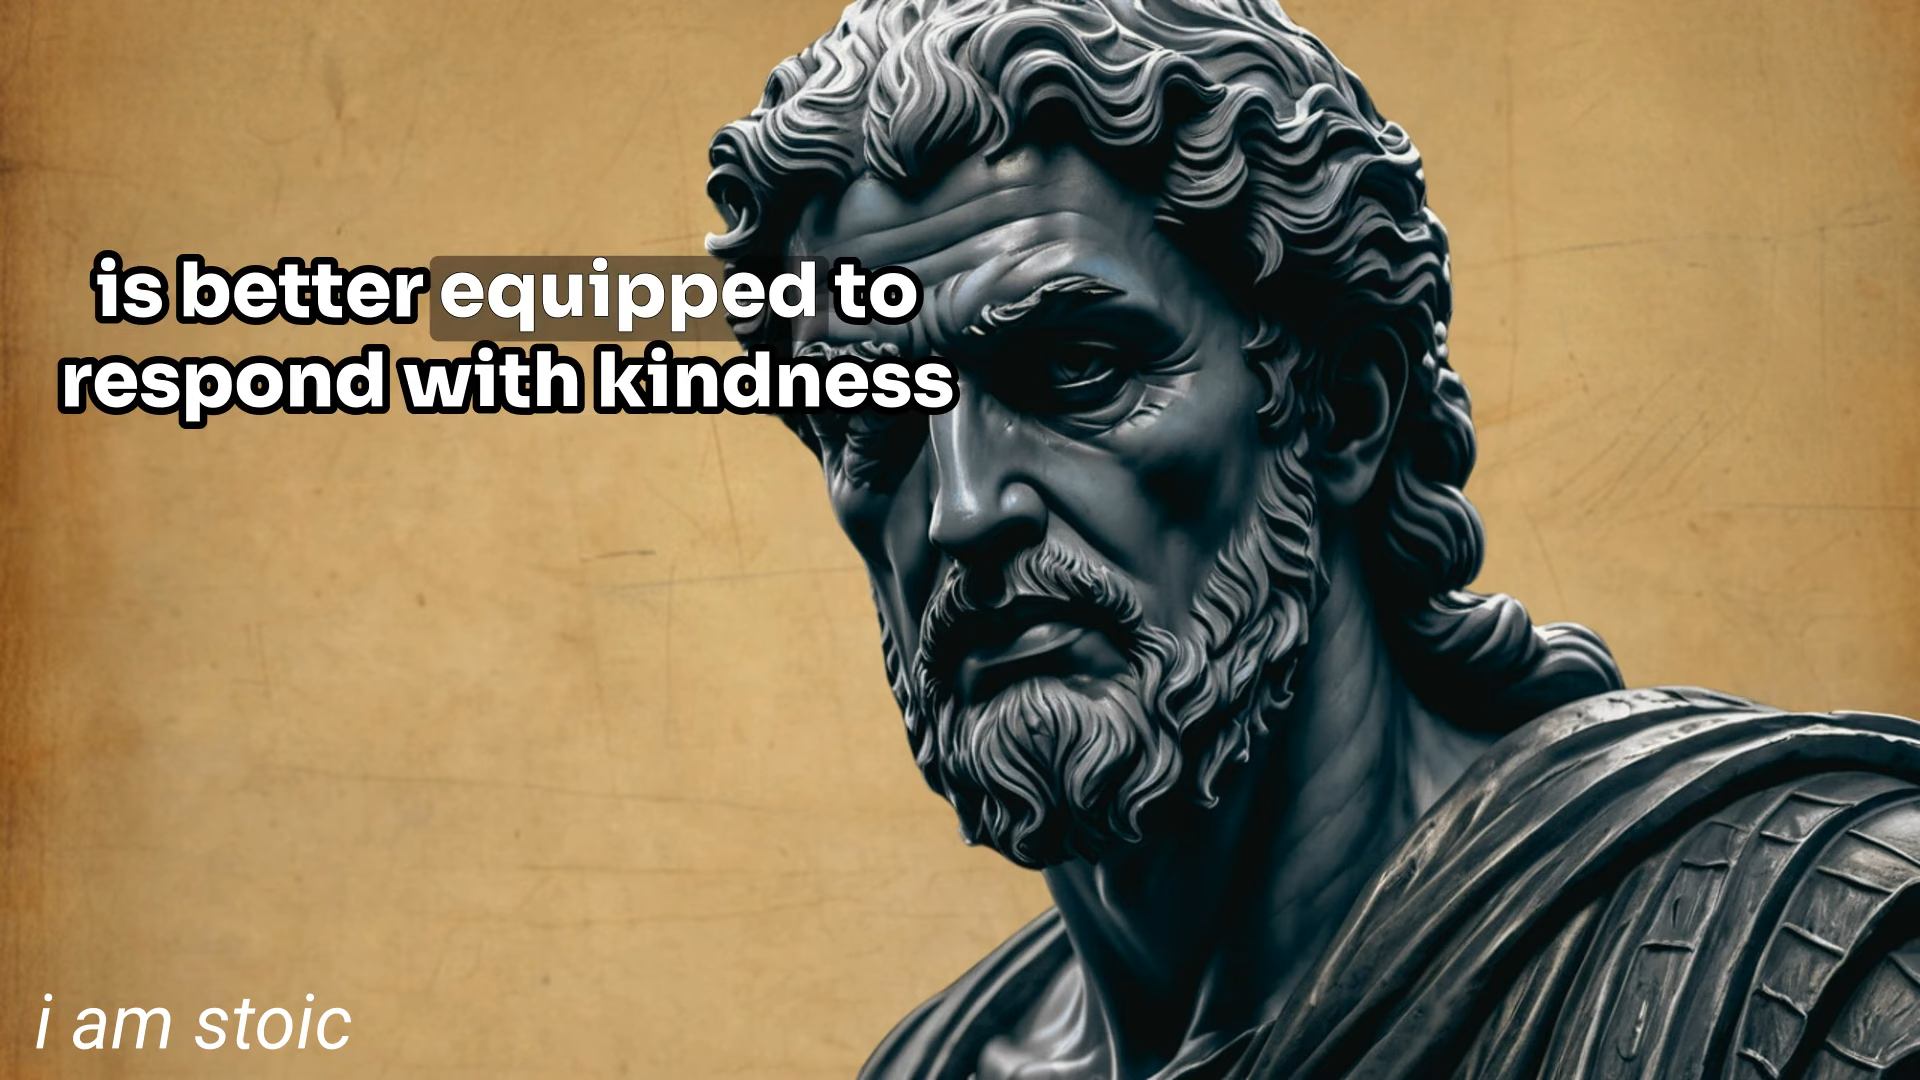 is better equipped to
respond with kindness
i am stoic